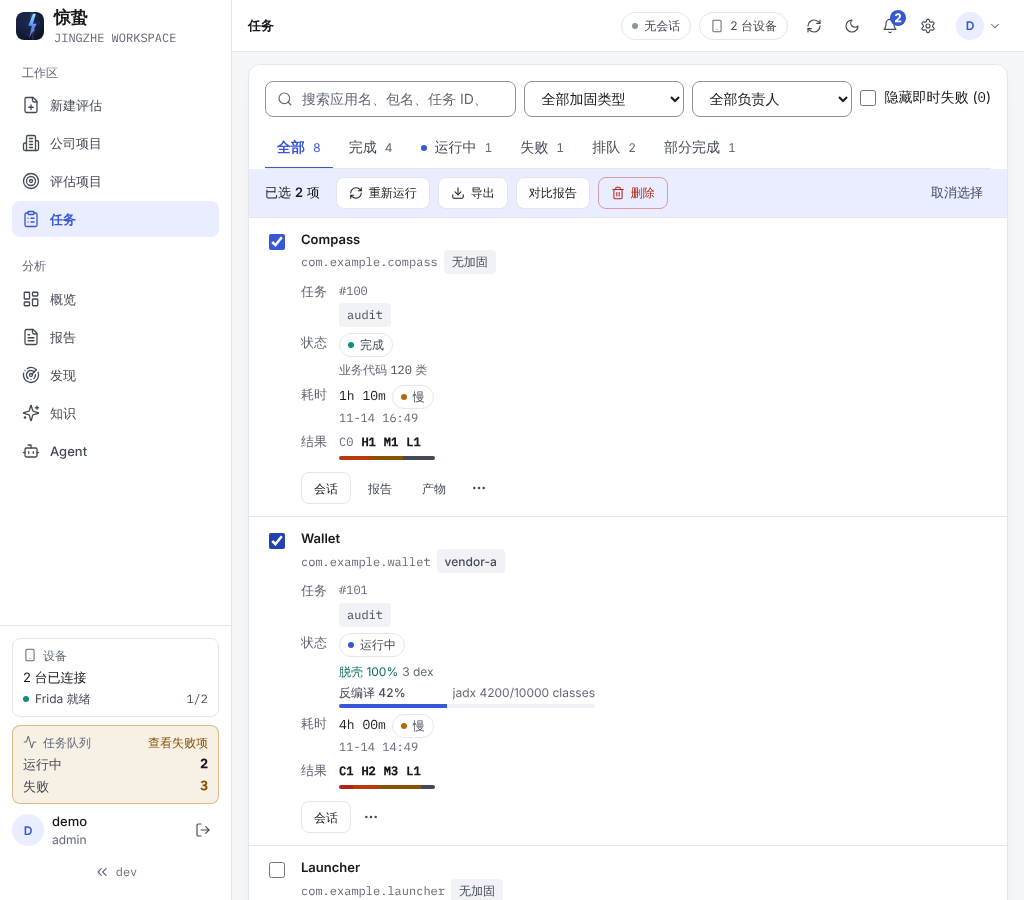 惊蛰
JINGZHE WORKSPACE
工作区
新建评估
公司项目
评估项目
任务
分析
概览
报告
发现
知识
Agent
设备
2 台已连接
Frida 就绪 1/2
任务队列 查看失败项
运行中 2
失败 3
D demo
admin
dev
任务
无会话 2 台设备 2 D
搜索应用名、包名、任务 ID、 全部加固类型 全部负责人 隐藏即时失败 (0)
全部 8 完成 4 运行中 1 失败 1 排队 2 部分完成 1
已选 2 项 重新运行 导出 对比报告 删除 取消选择
Compass
com.example.compass 无加固
任务 #100
audit
状态 完成
业务代码 120 类
耗时 1h 10m 慢
11-14 16:49
结果 C0 H1 M1 L1
会话 报告 产物 ···
Wallet
com.example.wallet vendor-a
任务 #101
audit
状态 运行中
脱壳 100% 3 dex
反编译 42% jadx 4200/10000 classes
耗时 4h 00m 慢
11-14 14:49
结果 C1 H2 M3 L1
会话 ···
Launcher
com.example.launcher 无加固